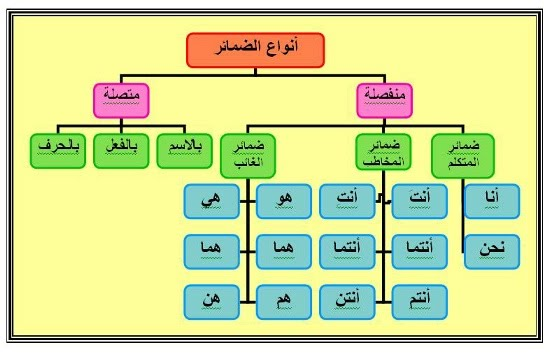 أنواع الضمائر
منفصلة
متصلة
ضمائر
المتكلم
ضمائر
المخاطب
ضمائر
الغائب
بالاسم
بالفعل
بالحرف
أنا
أنتَ
أنتِ
هو
هي
نحن
أنتما
أنتما
هما
هما
أنتم
أنتن
هم
هن